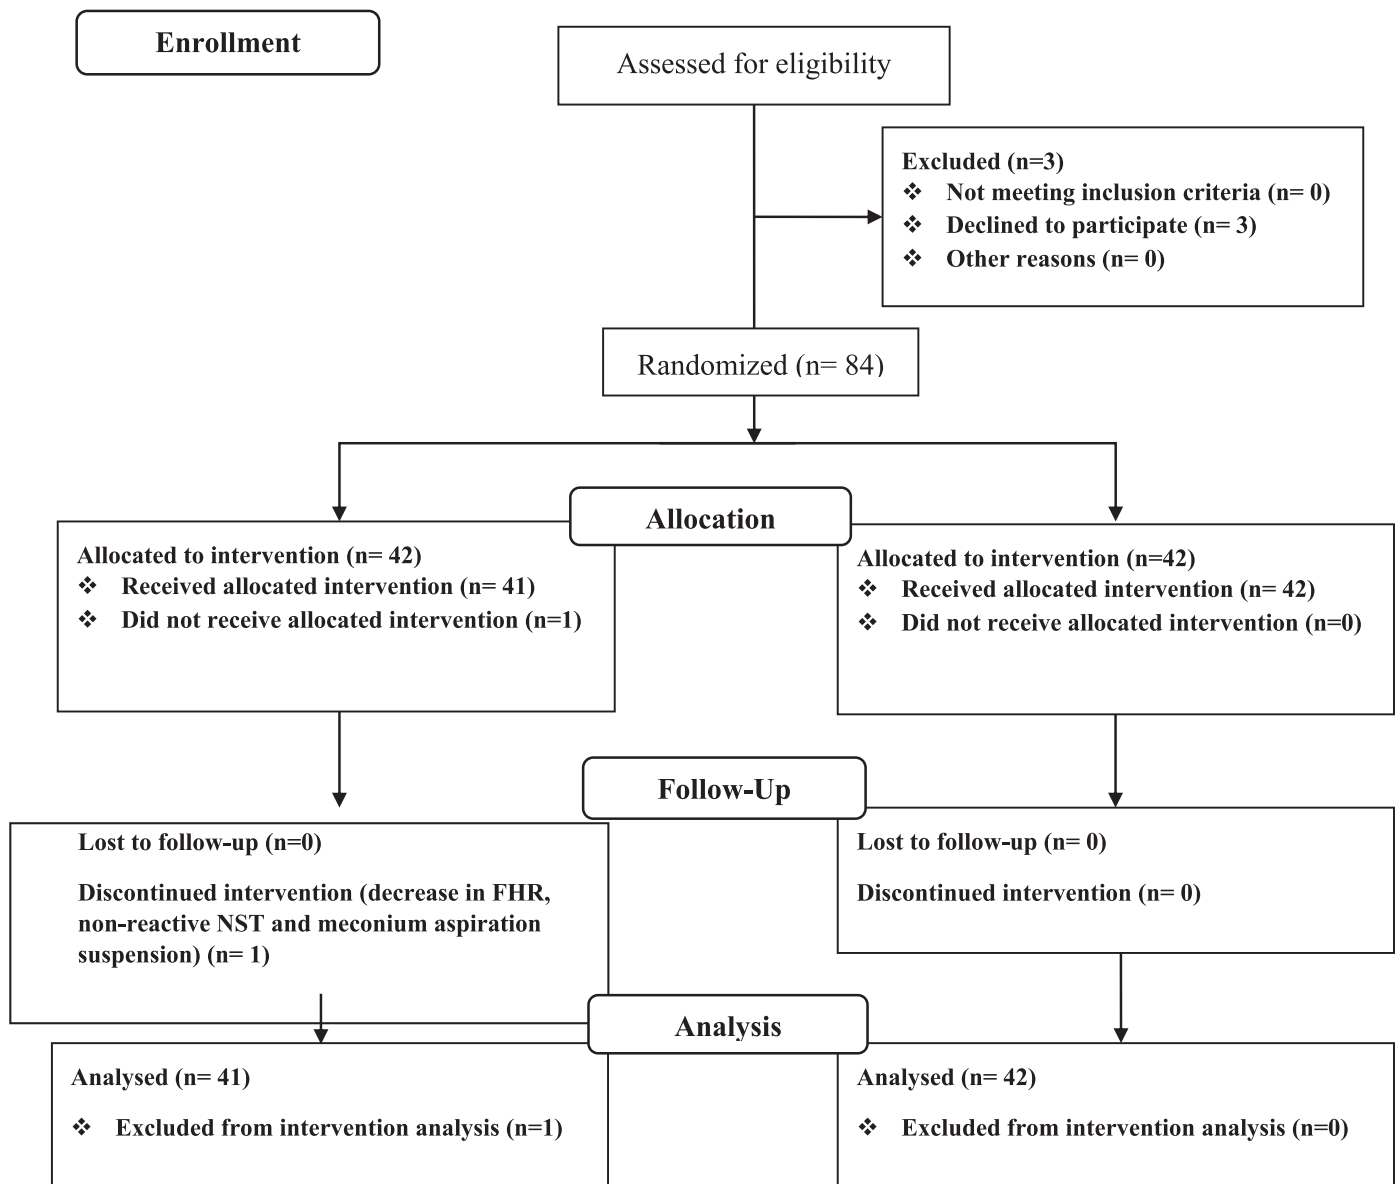 Enrollment
Assessed for eligibility
Excluded (n=3)
❖ Not meeting inclusion criteria (n= 0)
❖ Declined to participate (n= 3)
❖ Other reasons (n= 0)
Randomized (n= 84)
Allocation
Allocated to intervention (n= 42)
❖ Received allocated intervention (n= 41)
❖ Did not receive allocated intervention (n=1)
Allocated to intervention (n=42)
❖ Received allocated intervention (n= 42)
❖ Did not receive allocated intervention (n=0)
Follow-Up
Lost to follow-up (n=0)
Discontinued intervention (decrease in FHR,
non-reactive NST and meconium aspiration
suspension) (n= 1)
Lost to follow-up (n= 0)
Discontinued intervention (n= 0)
Analysis
Analysed (n= 41)
❖ Excluded from intervention analysis (n=1)
Analysed (n= 42)
❖ Excluded from intervention analysis (n=0)